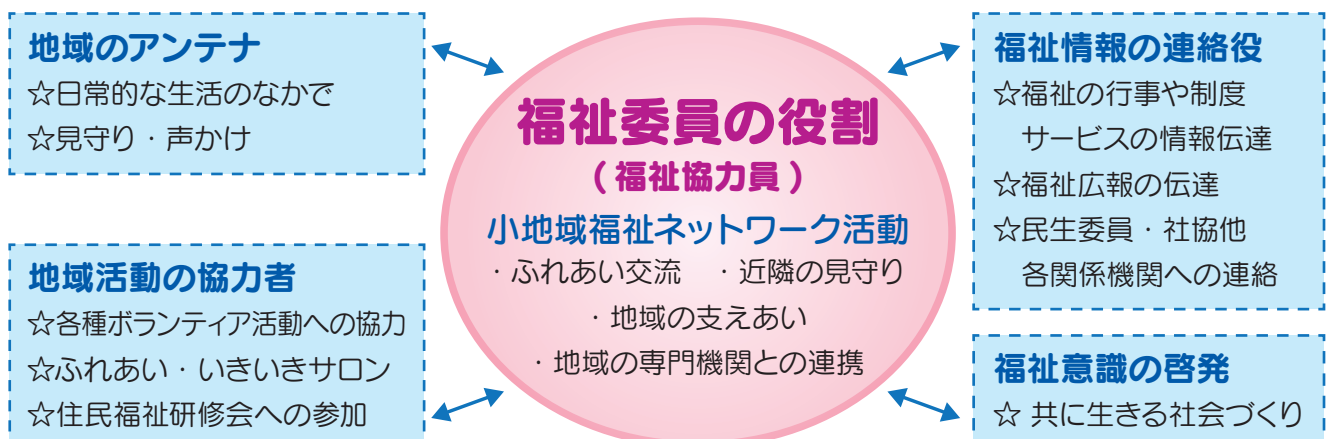 地域のアンテナ
☆日常的な生活のなかで
☆見守り・声かけ
地域活動の協力者
☆各種ボランティア活動への協力
☆ふれあい・いきいきサロン
☆住民福祉研修会への参加
福祉委員の役割
(福祉協力員)
小地域福祉ネットワーク活動
・ふれあい交流　・近隣の見守り
・地域の支えあい
・地域の専門機関との連携
福祉情報の連絡役
☆福祉の行事や制度
サービスの情報伝達
☆福祉広報の伝達
☆民生委員・社協他
各関係機関への連絡
福祉意識の啓発
☆ 共に生きる社会づくり